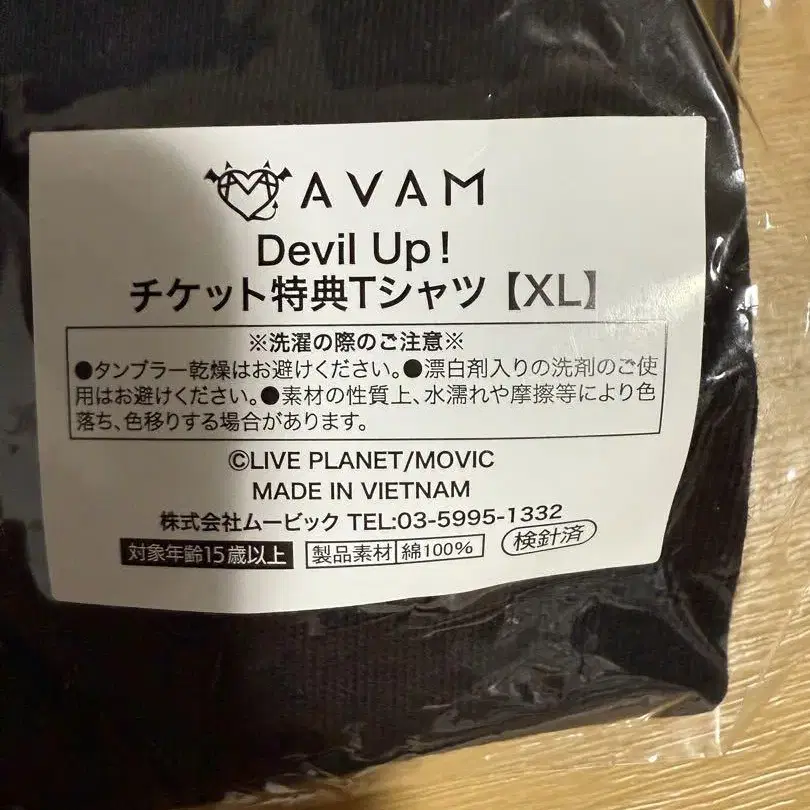 AVAM
Devil Up!
チケット特典Tシャツ【XL】
※洗濯の際のご注意※
●タンブラー乾燥はお避けください。●漂白剤入りの洗剤のご使
用はお避けください。●素材の性質上、水濡れや摩擦等により色
落ち、色移りする場合があります。
©LIVE PLANET/MOVIC
MADE IN VIETNAM
株式会社ムービック TEL:03-5995-1332
対象年齢15歳以上 製品素材 綿100% 検針済